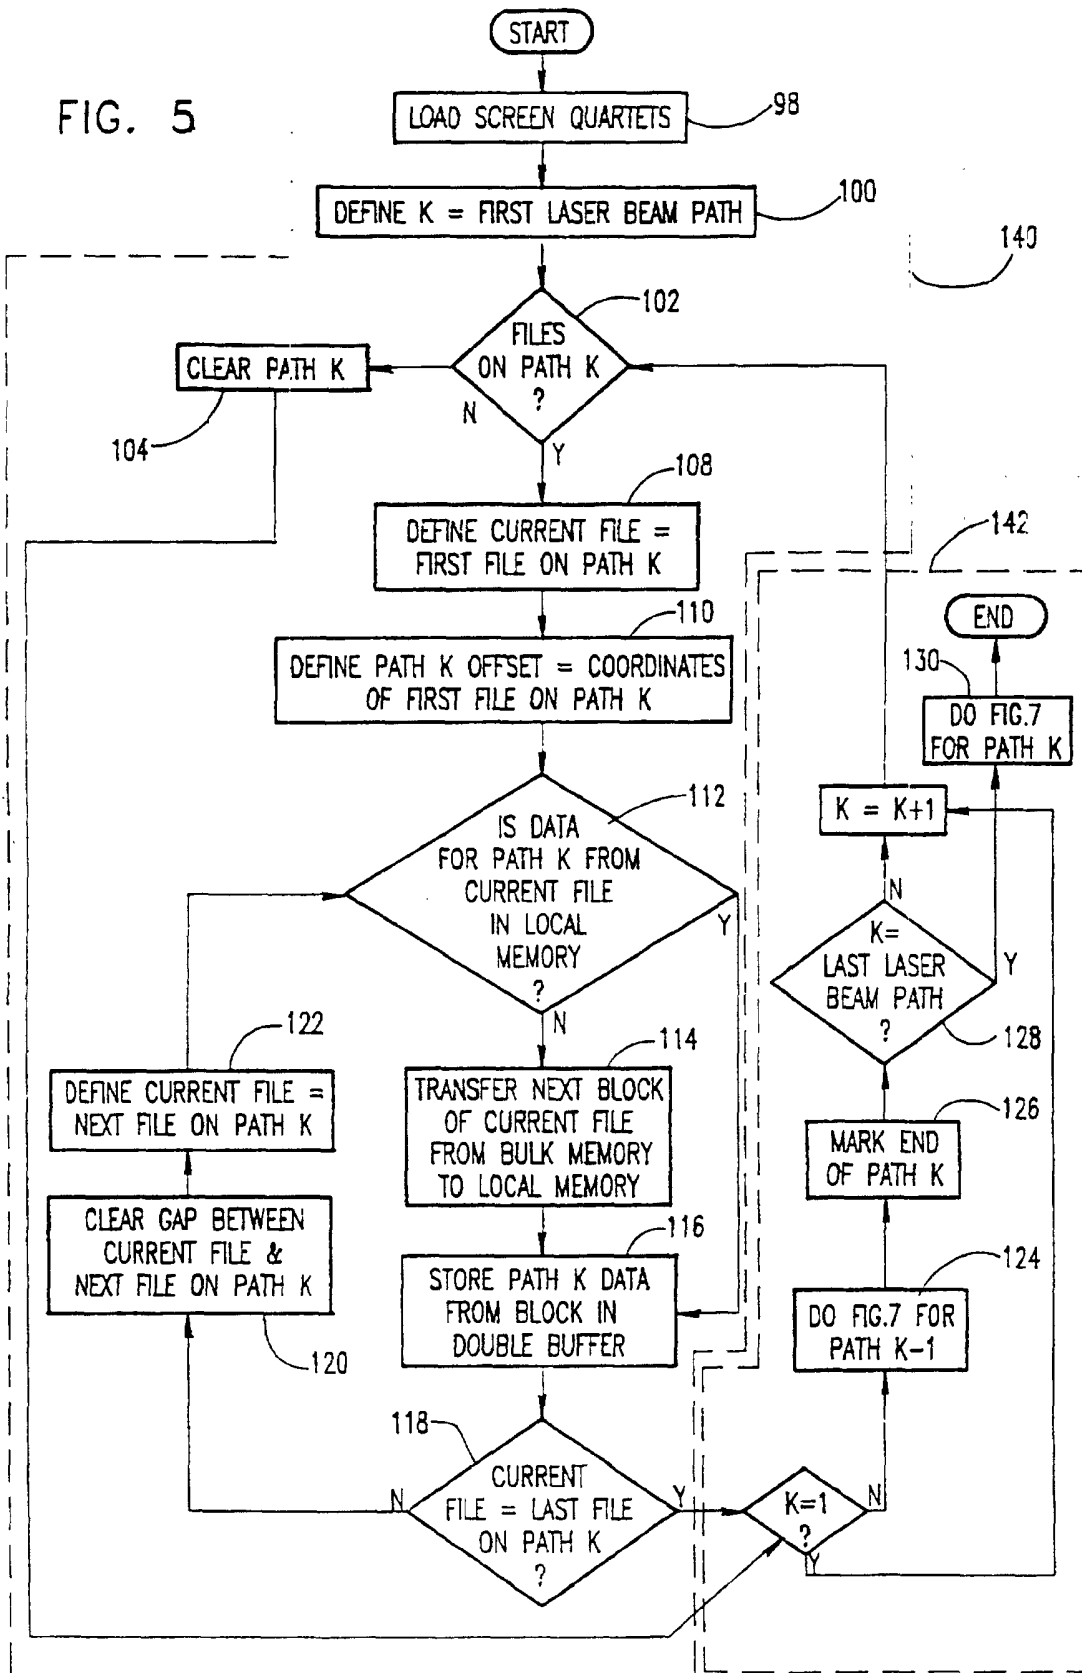 START
FIG. 5
LOAD SCREEN QUARTETS
98
DEFINE K = FIRST LASER BEAM PATH
100
140
102
FILES
ON PATH K
?
CLEAR PATH K
N
104
Y
108
DEFINE CURRENT FILE =
FIRST FILE ON PATH K
142
110
DEFINE PATH K OFFSET = COORDINATES
OF FIRST FILE ON PATH K
END
130
DO FIG.7
FOR PATH K
112
IS DATA
FOR PATH K FROM
CURRENT FILE
IN LOCAL
MEMORY
?
Y
N
K = K+1
N
K=
LAST LASER
BEAM PATH
?
Y
128
122
DEFINE CURRENT FILE =
NEXT FILE ON PATH K
114
TRANSFER NEXT BLOCK
OF CURRENT FILE
FROM BULK MEMORY
TO LOCAL MEMORY
126
MARK END
OF PATH K
CLEAR GAP BETWEEN
CURRENT FILE &
NEXT FILE ON PATH K
120
116
STORE PATH K DATA
FROM BLOCK IN
DOUBLE BUFFER
124
DO FIG.7 FOR
PATH K-1
118
CURRENT
FILE = LAST FILE
ON PATH K
?
N
Y
K=1
?
N
Y